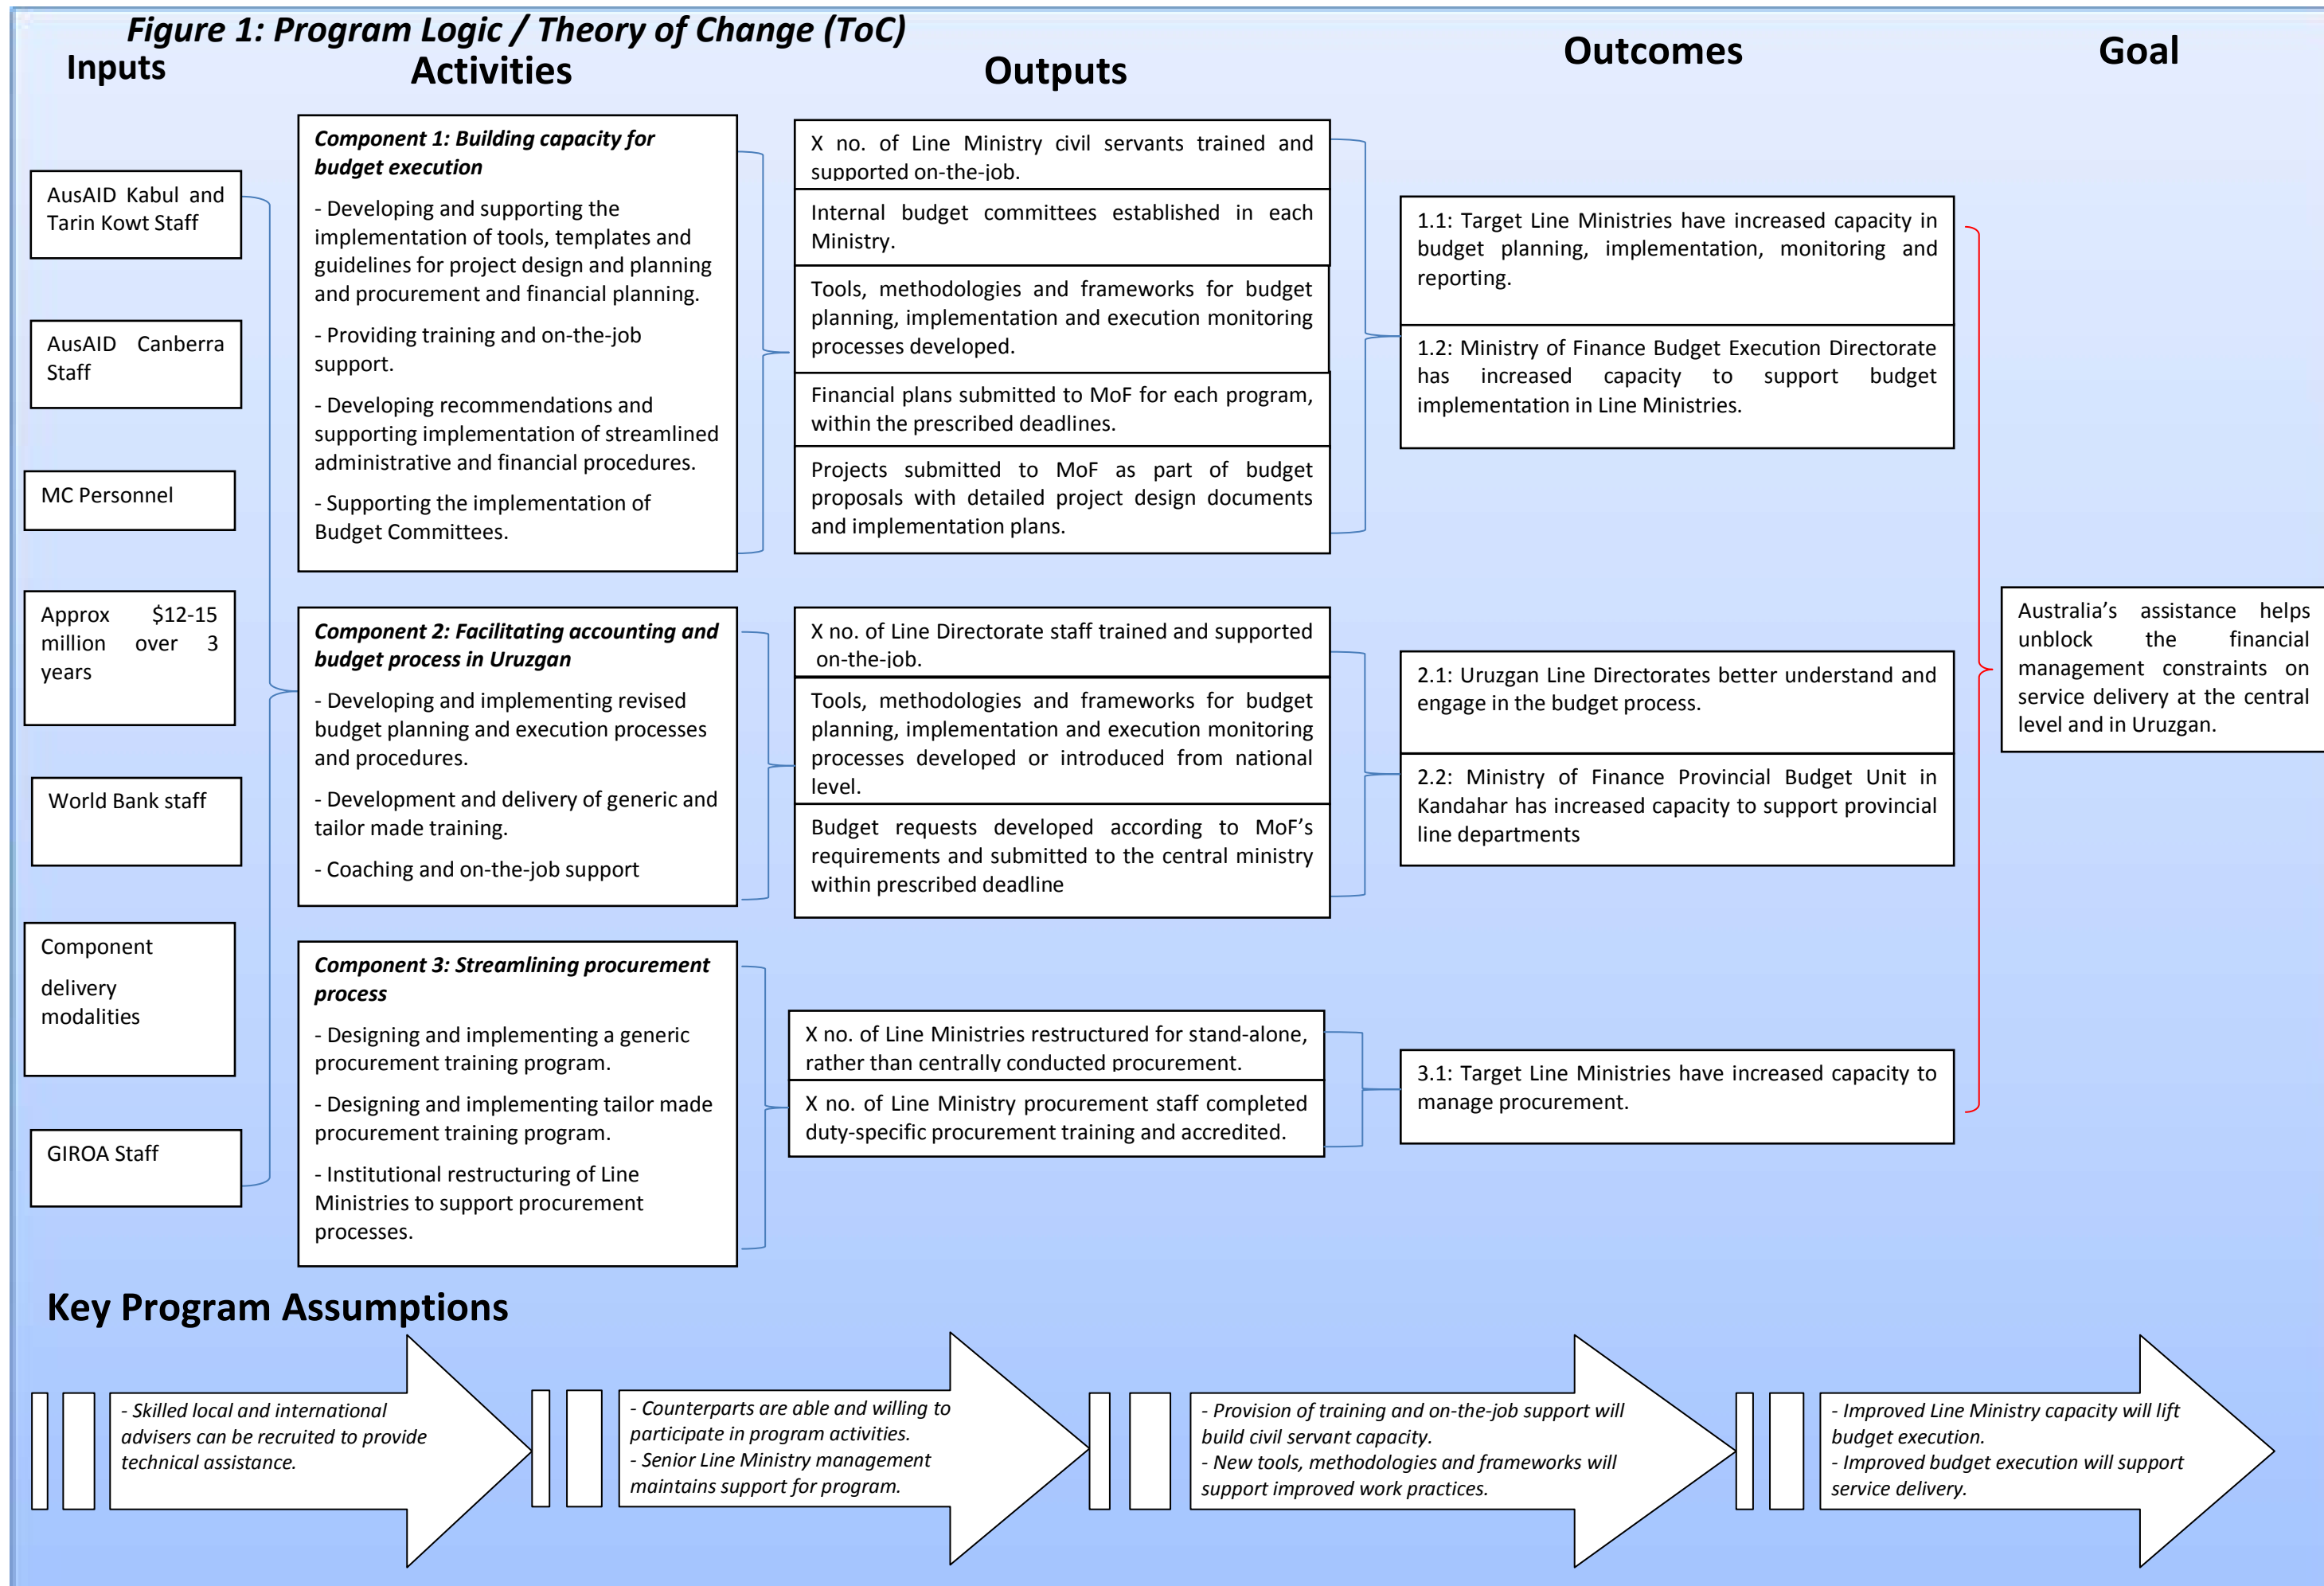 Figure 1: Program Logic / Theory of Change (ToC)
Inputs
Activities
Outputs
Outcomes
Goal
AusAID Kabul and
Tarin Kowt Staff
AusAID Canberra
Staff
MC Personnel
Approx $12-15
million over 3
years
World Bank staff
Component
delivery
modalities
GIROA Staff
Component 1: Building capacity for
budget execution
- Developing and supporting the
implementation of tools, templates and
guidelines for project design and planning
and procurement and financial planning.
- Providing training and on-the-job
support.
- Developing recommendations and
supporting implementation of streamlined
administrative and financial procedures.
- Supporting the implementation of
Budget Committees.
Component 2: Facilitating accounting and
budget process in Uruzgan
- Developing and implementing revised
budget planning and execution processes
and procedures.
- Development and delivery of generic and
tailor made training.
- Coaching and on-the-job support
Component 3: Streamlining procurement
process
- Designing and implementing a generic
procurement training program.
- Designing and implementing tailor made
procurement training program.
- Institutional restructuring of Line
Ministries to support procurement
processes.
X no. of Line Ministry civil servants trained and
supported on-the-job.
Internal budget committees established in each
Ministry.
Tools, methodologies and frameworks for budget
planning, implementation and execution monitoring
processes developed.
Financial plans submitted to MoF for each program,
within the prescribed deadlines.
Projects submitted to MoF as part of budget
proposals with detailed project design documents
and implementation plans.
X no. of Line Directorate staff trained and supported
on-the-job.
Tools, methodologies and frameworks for budget
planning, implementation and execution monitoring
processes developed or introduced from national
level.
Budget requests developed according to MoF's
requirements and submitted to the central ministry
within prescribed deadline
X no. of Line Ministries restructured for stand-alone,
rather than centrally conducted procurement.
X no. of Line Ministry procurement staff completed
duty-specific procurement training and accredited.
1.1: Target Line Ministries have increased capacity in
budget planning, implementation, monitoring and
reporting.
1.2: Ministry of Finance Budget Execution Directorate
has increased capacity to support budget
implementation in Line Ministries.
2.1: Uruzgan Line Directorates better understand and
engage in the budget process.
2.2: Ministry of Finance Provincial Budget Unit in
Kandahar has increased capacity to support provincial
line departments
3.1: Target Line Ministries have increased capacity to
manage procurement.
Australia's assistance helps
unblock the financial
management constraints on
service delivery at the central
level and in Uruzgan.
Key Program Assumptions
- Skilled local and international
advisers can be recruited to provide
technical assistance.
- Counterparts are able and willing to
participate in program activities.
- Senior Line Ministry management
maintains support for program.
- Provision of training and on-the-job support will
build civil servant capacity.
- New tools, methodologies and frameworks will
support improved work practices.
- Improved Line Ministry capacity will lift
budget execution.
- Improved budget execution will support
service delivery.